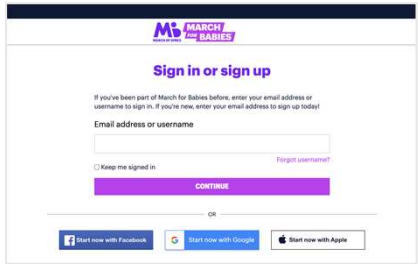 MARCH OF DIMES
MARCH
FOR BABIES
Sign in or sign up
If you've been part of March for Babies before, enter your email address or
username to sign in. If you're new, enter your email address to sign up today!
Email address or username
Forgot username?
Keep me signed in
CONTINUE
OR
Start now with Facebook
Start now with Google
Start now with Apple